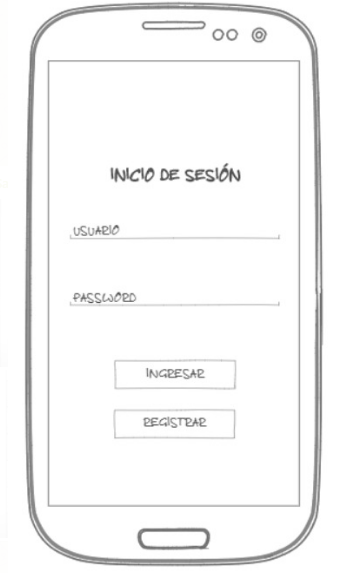 INICIO DE SESIÓN
USUARIO
PASSWORD
INGRESAR
REGISTRAR